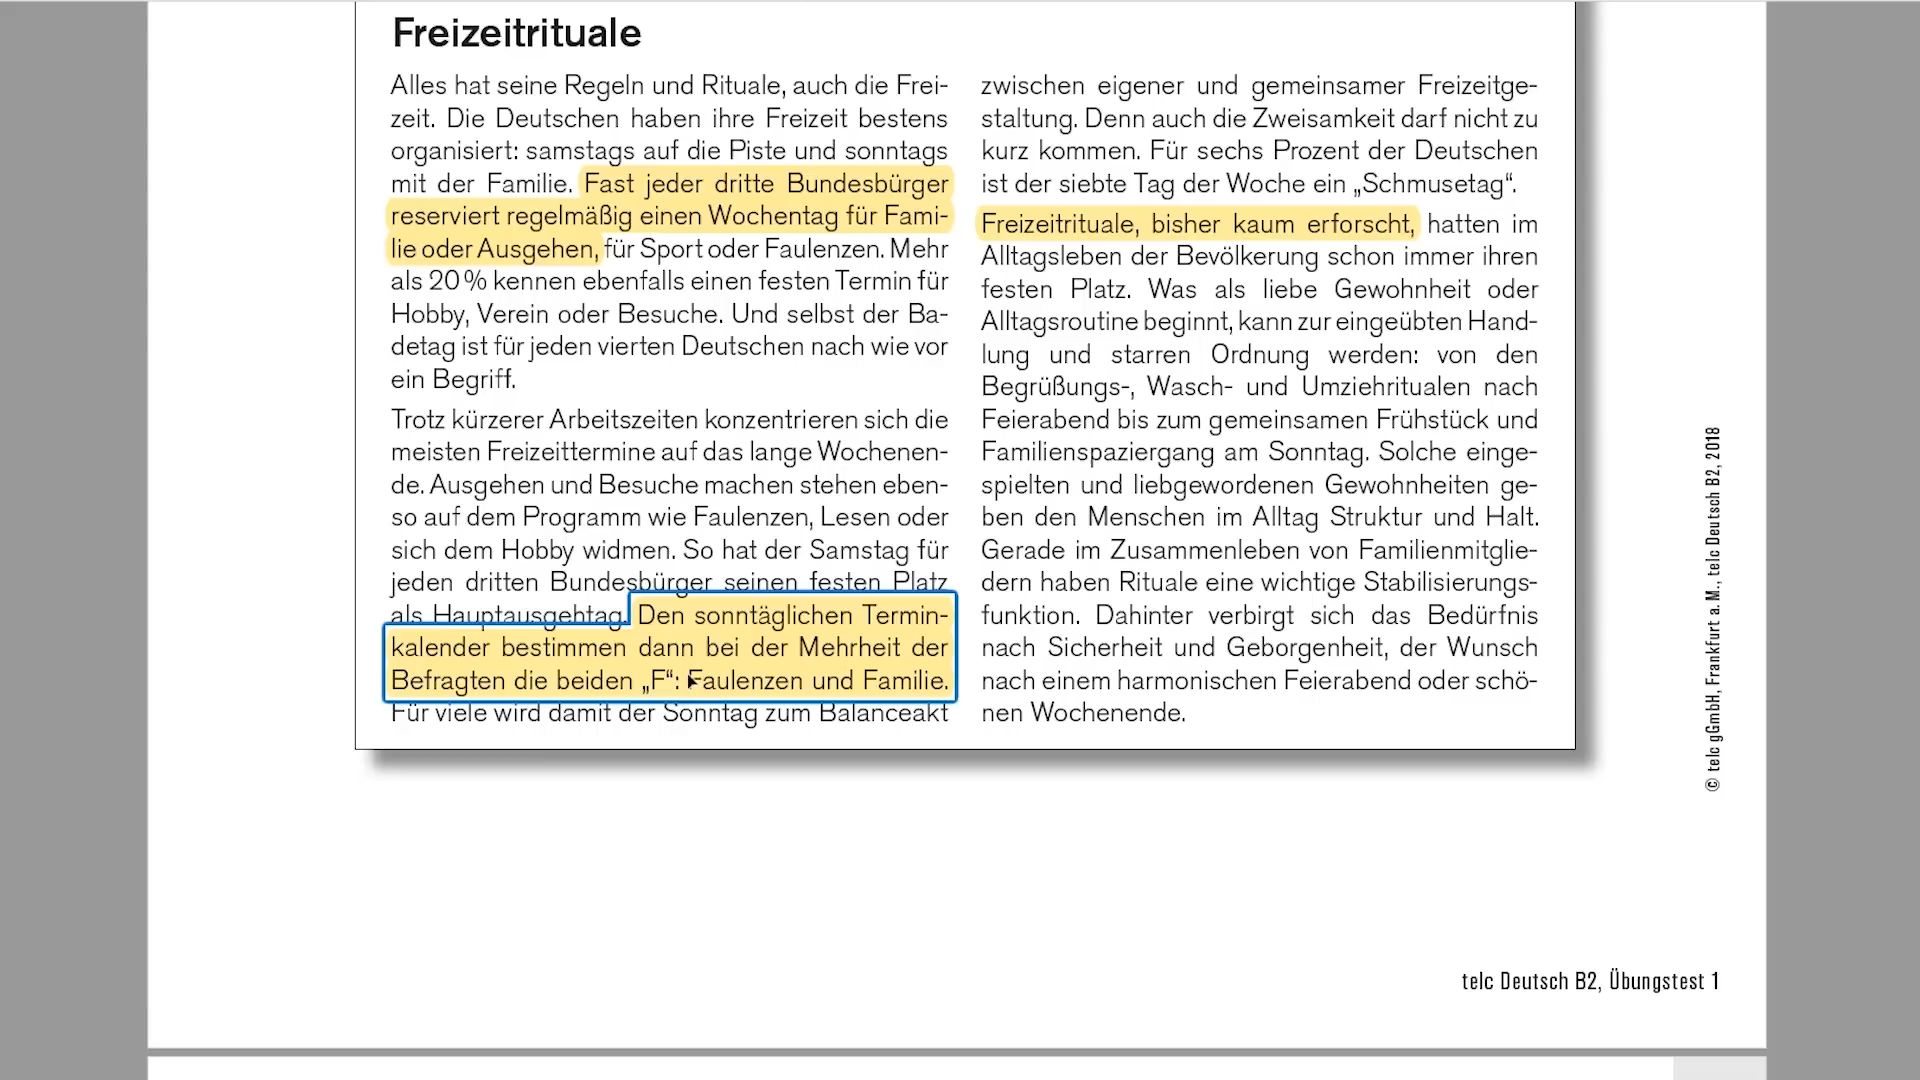 Freizeitrituale
Alles hat seine Regeln und Rituale, auch die Frei-
zeit. Die Deutschen haben ihre Freizeit bestens
organisiert: samstags auf die Piste und sonntags
mit der Familie. Fast jeder dritte Bundesbürger
reserviert regelmäßig einen Wochentag für Fami-
lie oder Ausgehen, für Sport oder Faulenzen. Mehr
als 20 % kennen ebenfalls einen festen Termin für
Hobby, Verein oder Besuche. Und selbst der Ba-
detag ist für jeden vierten Deutschen nach wie vor
ein Begriff.
Trotz kürzerer Arbeitszeiten konzentrieren sich die
meisten Freizeittermine auf das lange Wochenen-
de. Ausgehen und Besuche machen stehen eben-
so auf dem Programm wie Faulenzen, Lesen oder
sich dem Hobby widmen. So hat der Samstag für
jeden dritten Bundesbürger seinen festen Platz
als Hauptausgehtag. Den sonntäglichen Termin-
kalender bestimmen dann bei der Mehrheit der
Befragten die beiden „F“: Faulenzen und Familie.
Für viele wird damit der Sonntag zum Balanceakt
zwischen eigener und gemeinsamer Freizeitge-
staltung. Denn auch die Zweisamkeit darf nicht zu
kurz kommen. Für sechs Prozent der Deutschen
ist der siebte Tag der Woche ein „Schmusetag“.
Freizeitrituale, bisher kaum erforscht, hatten im
Alltagsleben der Bevölkerung schon immer ihren
festen Platz. Was als liebe Gewohnheit oder
Alltagsroutine beginnt, kann zur eingeübten Hand-
lung und starren Ordnung werden: von den
Begrüßungs-, Wasch- und Umziehritualen nach
Feierabend bis zum gemeinsamen Frühstück und
Familienspaziergang am Sonntag. Solche einge-
spielten und liebgewordenen Gewohnheiten ge-
ben den Menschen im Alltag Struktur und Halt.
Gerade im Zusammenleben von Familienmitglie-
dern haben Rituale eine wichtige Stabilisierungs-
funktion. Dahinter verbirgt sich das Bedürfnis
nach Sicherheit und Geborgenheit, der Wunsch
nach einem harmonischen Feierabend oder schö-
nen Wochenende.
© telc gGmbH, Frankfurt a. M., telc Deutsch B2, 2018
telc Deutsch B2, Übungstest 1